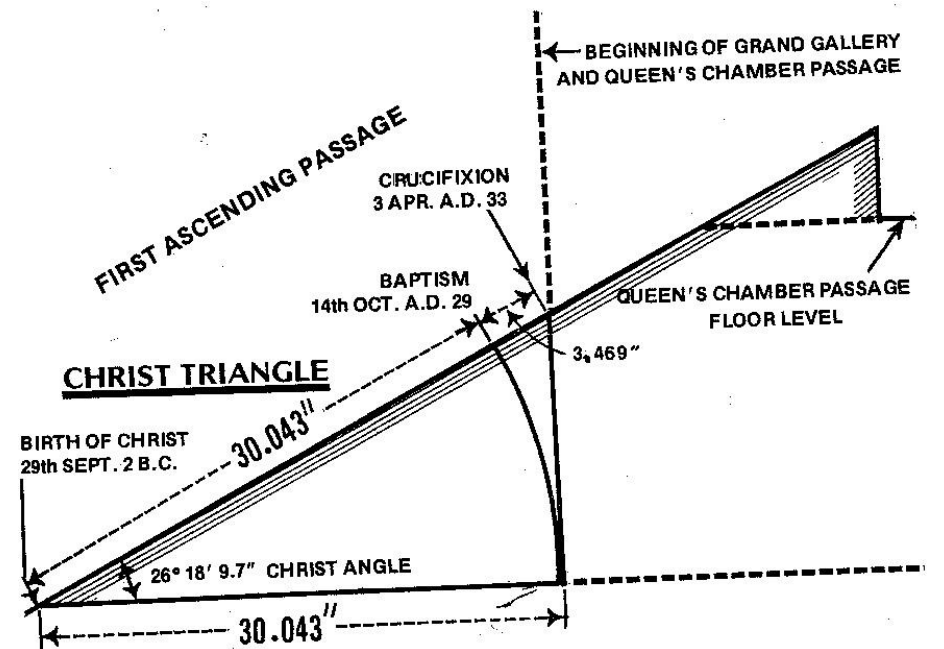 BEGINNING OF GRAND GALLERY
AND QUEEN'S CHAMBER PASSAGE
FIRST ASCENDING PASSAGE
CRUCIFIXION
3 APR. A.D. 33
BAPTISM
14th OCT. A.D. 29
QUEEN'S CHAMBER PASSAGE
FLOOR LEVEL
3.469"
CHRIST TRIANGLE
30.043"
BIRTH OF CHRIST
29th SEPT. 2 B.C.
26° 18' 9.7" CHRIST ANGLE
30.043"